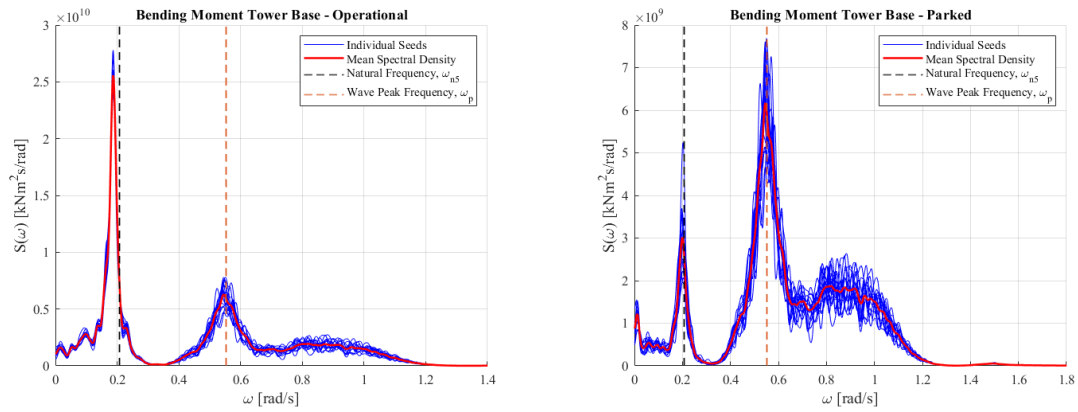 Bending Moment Tower Base - Operational
×10^10
3
2.5
2
1.5
1
0.5
0
0 0.2 0.4 0.6 0.8 1 1.2 1.4
S(ω) [kNm²s/rad]
ω [rad/s]
Individual Seeds
Mean Spectral Density
Natural Frequency, ω_n5
Wave Peak Frequency, ω_p
Bending Moment Tower Base - Parked
×10^9
8
7
6
5
4
3
2
1
0
0 0.2 0.4 0.6 0.8 1 1.2 1.4 1.6 1.8
S(ω) [kNm²s/rad]
ω [rad/s]
Individual Seeds
Mean Spectral Density
Natural Frequency, ω_n5
Wave Peak Frequency, ω_p